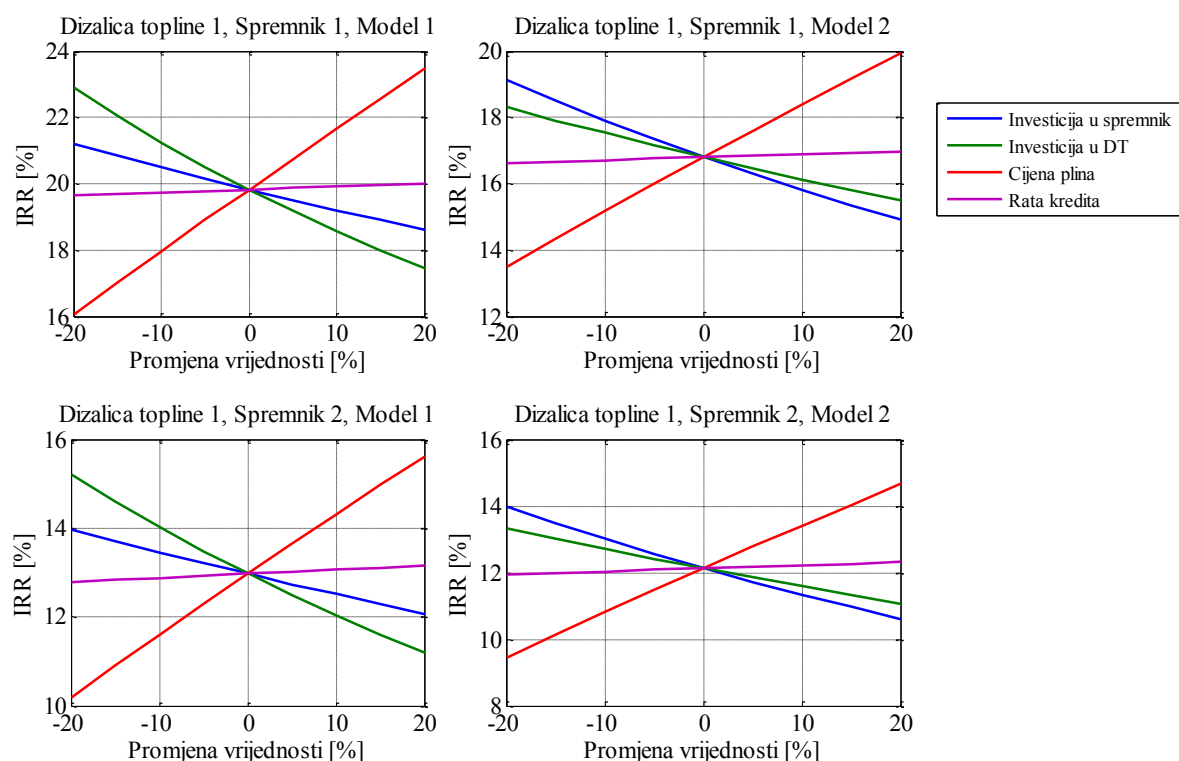 Dizalica topline 1, Spremnik 1, Model 1
24
22
20
18
16
IRR [%]
-20 -10 0 10 20
Promjena vrijednosti [%]
Dizalica topline 1, Spremnik 1, Model 2
20
18
16
14
12
IRR [%]
-20 -10 0 10 20
Promjena vrijednosti [%]
Investicija u spremnik
Investicija u DT
Cijena plina
Rata kredita
Dizalica topline 1, Spremnik 2, Model 1
16
14
12
10
IRR [%]
-20 -10 0 10 20
Promjena vrijednosti [%]
Dizalica topline 1, Spremnik 2, Model 2
16
14
12
10
8
IRR [%]
-20 -10 0 10 20
Promjena vrijednosti [%]